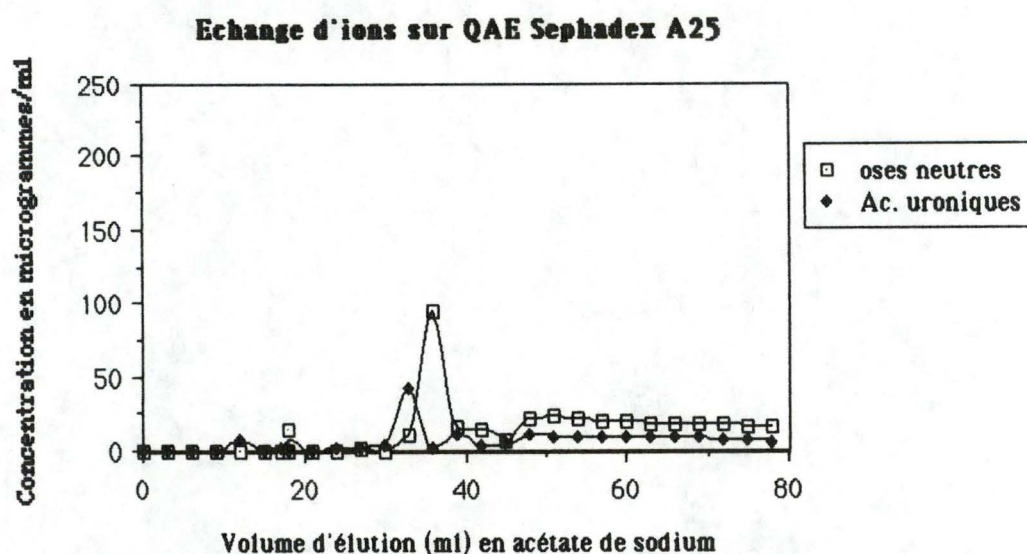 Echange d'ions sur QAE Sephadex A25
Concentration en microgrammes/ml
250
200
150
100
50
0
0
20
40
60
80
Volume d'élution (ml) en acétate de sodium
oses neutres
Ac. uroniques